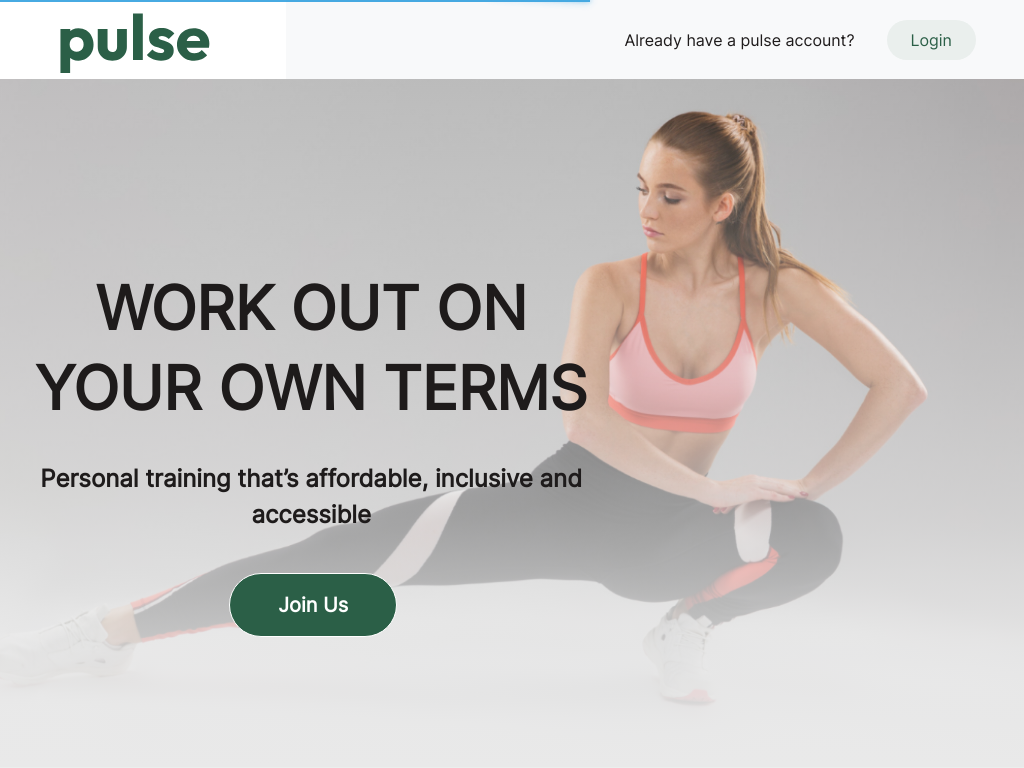 pulse
Already have a pulse account?
Login
WORK OUT ON
YOUR OWN TERMS
Personal training that’s affordable, inclusive and
accessible
Join Us